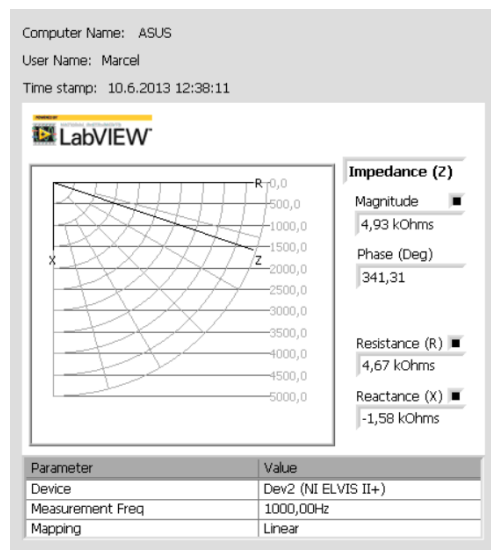 Computer Name: ASUS
User Name: Marcel
Time stamp: 10.6.2013 12:38:11
LabVIEW
R 0,0
500,0
1000,0
1500,0
X Z
2000,0
2500,0
3000,0
3500,0
4000,0
4500,0
5000,0
Impedance (Z)
Magnitude
4,93 kOhms
Phase (Deg)
341,31
Resistance (R)
4,67 kOhms
Reactance (X)
-1,58 kOhms
Parameter Value
Device Dev2 (NI ELVIS II+)
Measurement Freq 1000,00Hz
Mapping Linear